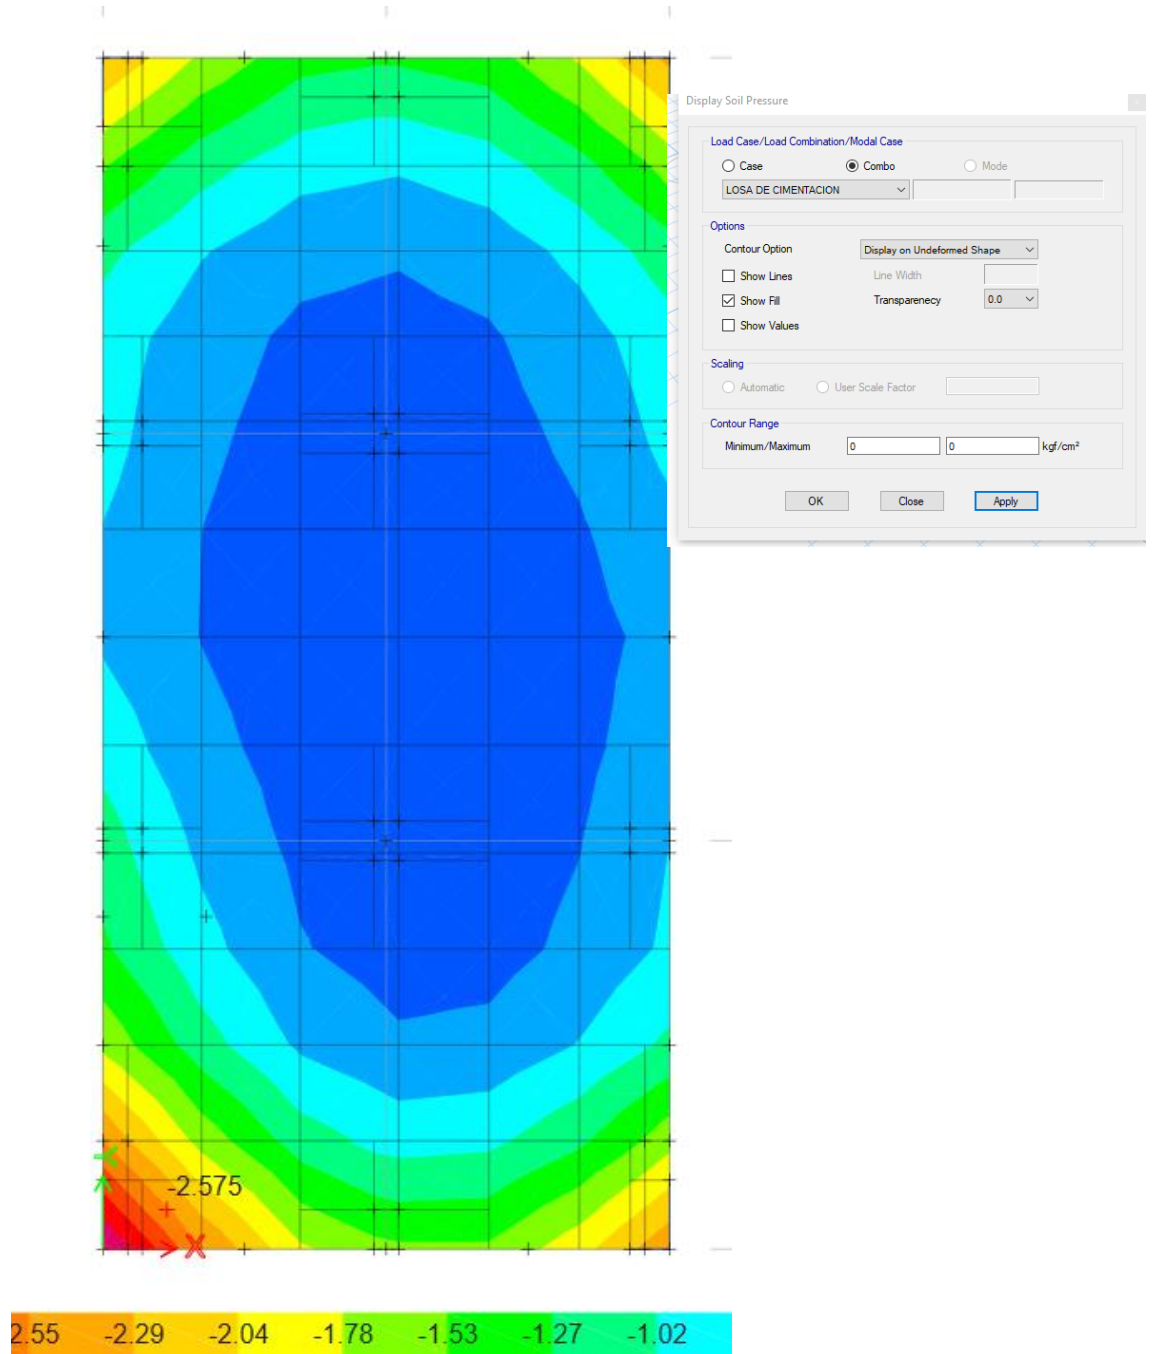 Display Soil Pressure
Load Case/Load Combination/Modal Case
Case Combo Mode
LOSA DE CIMENTACION
Options
Contour Option Display on Undeformed Shape
Show Lines Line Width
Show Fill Transparenecy 0.0
Show Values
Scaling
Automatic User Scale Factor
Contour Range
Minimum/Maximum 0 0 kgf/cm²
OK Close Apply
Y
-2.575
X
2.55 -2.29 -2.04 -1.78 -1.53 -1.27 -1.02